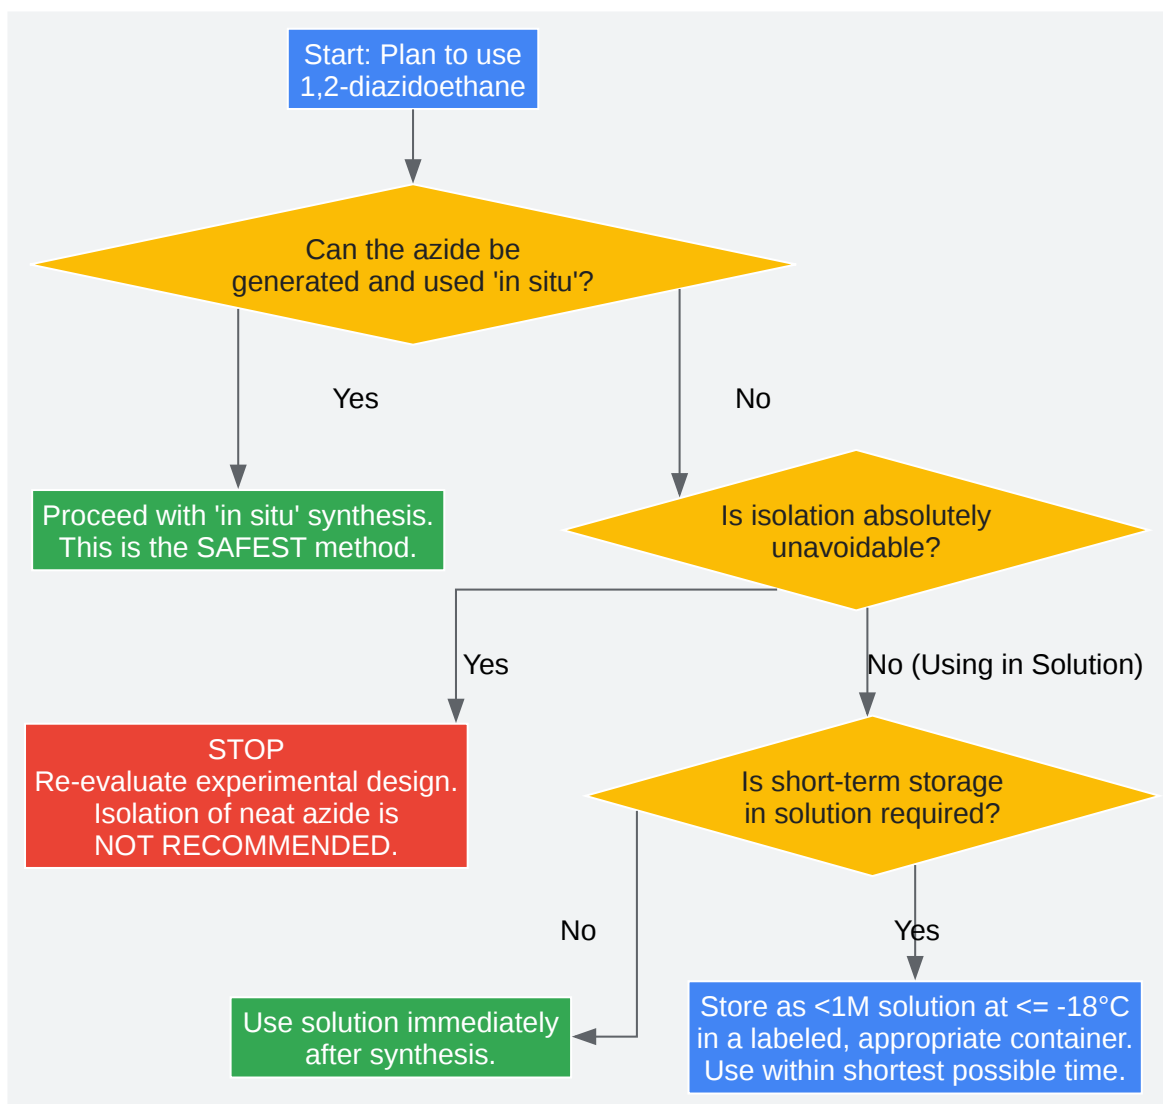 Start: Plan to use
1,2-diazidoethane
Can the azide be
generated and used 'in situ'?
Yes
No
Proceed with 'in situ' synthesis.
This is the SAFEST method.
Is isolation absolutely
unavoidable?
Yes
No (Using in Solution)
STOP
Re-evaluate experimental design.
Isolation of neat azide is
NOT RECOMMENDED.
Is short-term storage
in solution required?
No
Yes
Use solution immediately
after synthesis.
Store as <1M solution at <= -18°C
in a labeled, appropriate container.
Use within shortest possible time.